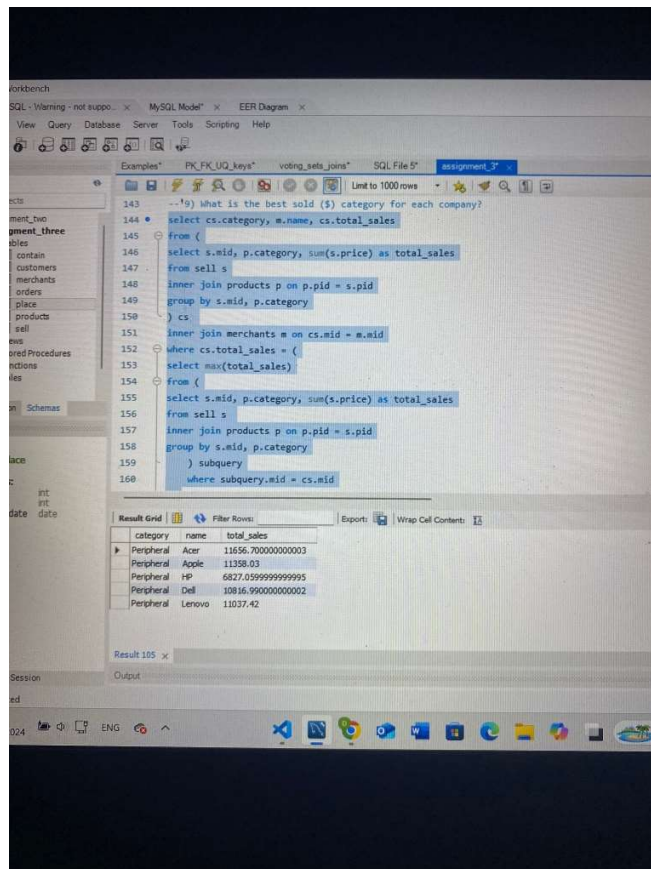 Workbench
SQL - Warning - not suppo... × MySQL Model* × EER Diagram ×
View Query Database Server Tools Scripting Help
Examples* PK_FK_UQ_keys* voting_sets_joins* SQL File 5* assignment_3* ×
Limit to 1000 rows
ects
ment_two
gment_three
ables
contain
customers
merchants
orders
place
products
sell
ews
ored Procedures
nctions
les
Schemas
lace
int
int
date date
143 --'9) What is the best sold ($) category for each company?
144 select cs.category, m.name, cs.total_sales
145 from (
146 select s.mid, p.category, sum(s.price) as total_sales
147 from sell s
148 inner join products p on p.pid = s.pid
149 group by s.mid, p.category
150 ) cs
151 inner join merchants m on cs.mid = m.mid
152 where cs.total_sales = (
153 select max(total_sales)
154 from (
155 select s.mid, p.category, sum(s.price) as total_sales
156 from sell s
157 inner join products p on p.pid = s.pid
158 group by s.mid, p.category
159 ) subquery
160 where subquery.mid = cs.mid
Result Grid Filter Rows: Export: Wrap Cell Content:
category name total_sales
Peripheral Acer 11656.700000000003
Peripheral Apple 11358.03
Peripheral HP 6827.0599999999995
Peripheral Dell 10816.990000000002
Peripheral Lenovo 11037.42
Result 105 ×
Session
Output
ed
024 ENG